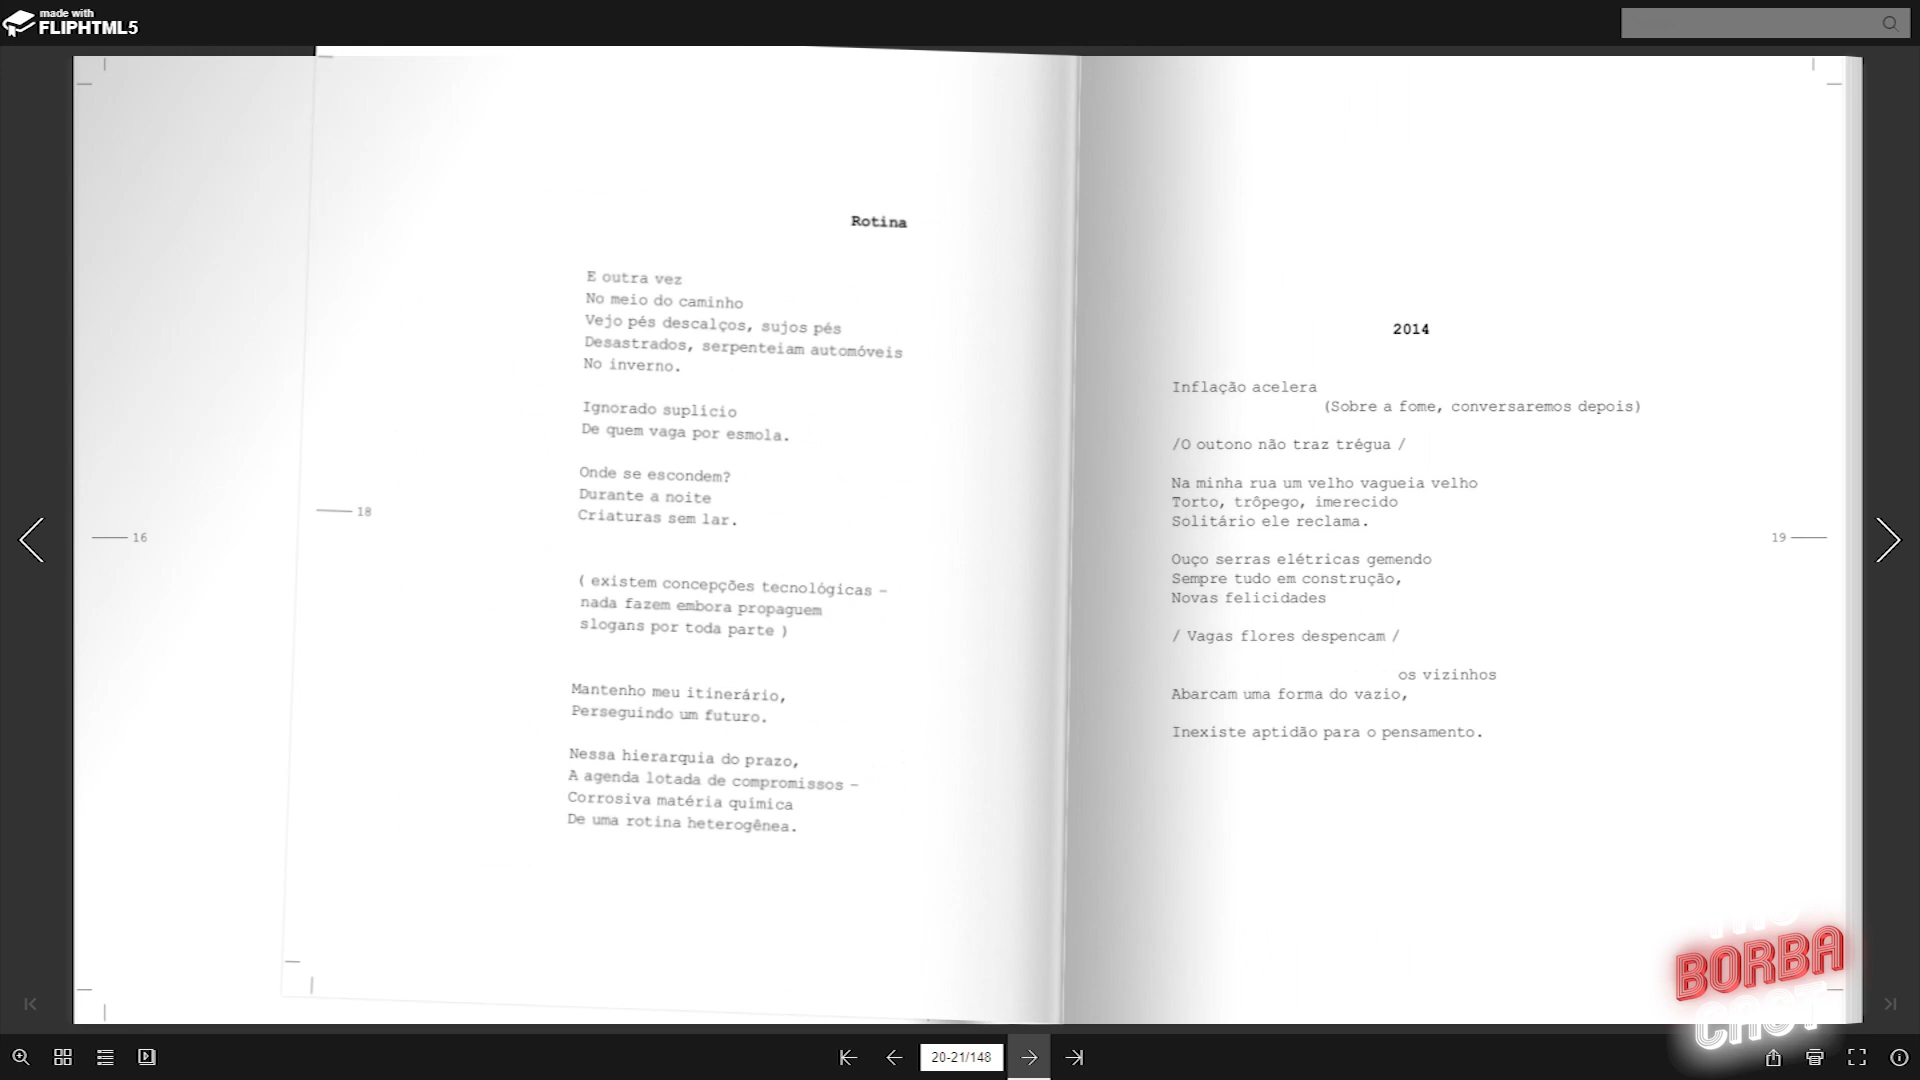 made with
FLIPHTML5
16
18
Rotina
E outra vez
No meio do caminho
Vejo pés descalços, sujos pés
Desastrados, serpenteiam automóveis
No inverno.
Ignorado suplício
De quem vaga por esmola.
Onde se escondem?
Durante a noite
Criaturas sem lar.
( existem concepções tecnológicas –
nada fazem embora propaguem
slogans por toda parte )
Mantenho meu itinerário,
Perseguindo um futuro.
Nessa hierarquia do prazo,
A agenda lotada de compromissos –
Corrosiva matéria química
De uma rotina heterogênea.
2014
Inflação acelera
(Sobre a fome, conversaremos depois)
/O outono não traz trégua /
Na minha rua um velho vagueia velho
Torto, trôpego, imerecido
Solitário ele reclama.
Ouço serras elétricas gemendo
Sempre tudo em construção,
Novas felicidades
/ Vagas flores despencam /
os vizinhos
Abarcam uma forma do vazio,
Inexiste aptidão para o pensamento.
19
BORBA
CAST
20-21/148